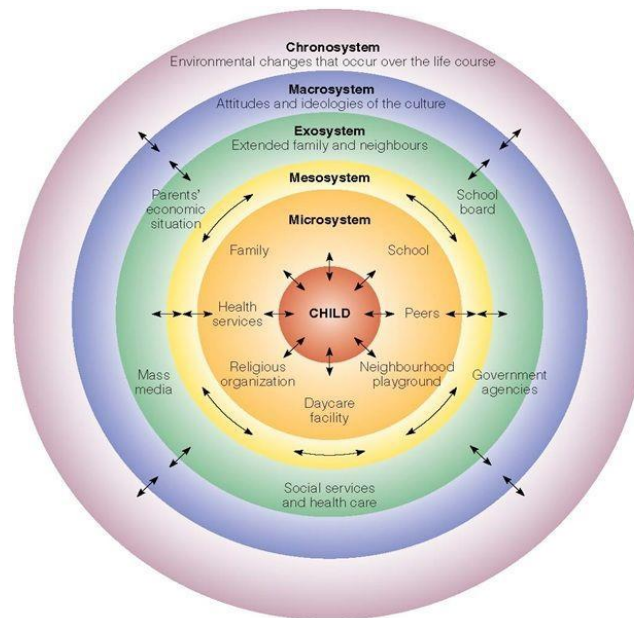 Chronosystem
Environmental changes that occur over the life course
Macrosystem
Attitudes and ideologies of the culture
Exosystem
Extended family and neighbours
Mesosystem
Parents'
economic
situation
School
board
Microsystem
Family
School
Health
services
CHILD
Peers
Religious
organization
Neighbourhood
playground
Mass
media
Government
agencies
Daycare
facility
Social services
and health care